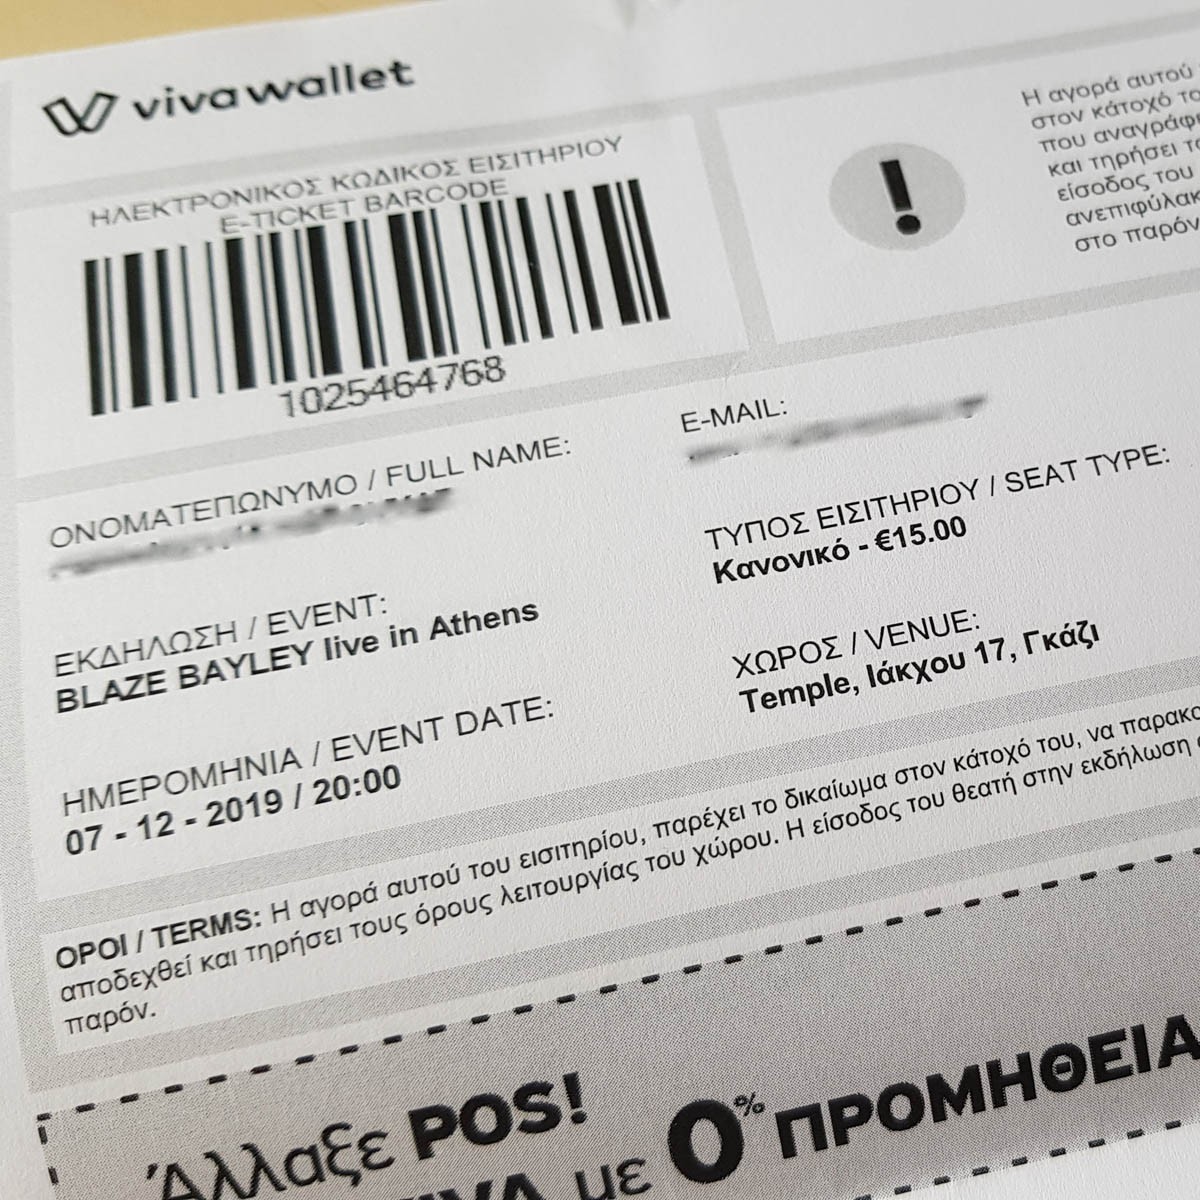 vivawallet
ΗΛΕΚΤΡΟΝΙΚΟΣ ΚΩΔΙΚΟΣ ΕΙΣΙΤΗΡΙΟΥ
E-TICKET BARCODE
1025464768
Η αγορά αυτού
στον κάτοχό το
που αναγράφ
και τηρήσει τ
είσοδος του
ανεπιφύλακ
στο παρόν
ΟΝΟΜΑΤΕΠΩΝΥΜΟ / FULL NAME:
E-MAIL:
ΕΚΔΗΛΩΣΗ / EVENT:
BLAZE BAYLEY live in Athens
ΤΥΠΟΣ ΕΙΣΙΤΗΡΙΟΥ / SEAT TYPE:
Κανονικό - €15.00
ΗΜΕΡΟΜΗΝΙΑ / EVENT DATE:
07 - 12 - 2019 / 20:00
ΧΩΡΟΣ / VENUE:
Temple, Ιάκχου 17, Γκάζι
ΟΡΟΙ / TERMS: Η αγορά αυτού του εισιτηρίου, παρέχει το δικαίωμα στον κάτοχό του, να παρακο
αποδεχθεί και τηρήσει τους όρους λειτουργίας του χώρου. Η είσοδος του θεατή στην εκδήλωση
παρόν.
Άλλαξε POS!
με 0% ΠΡΟΜΗΘΕΙΑ